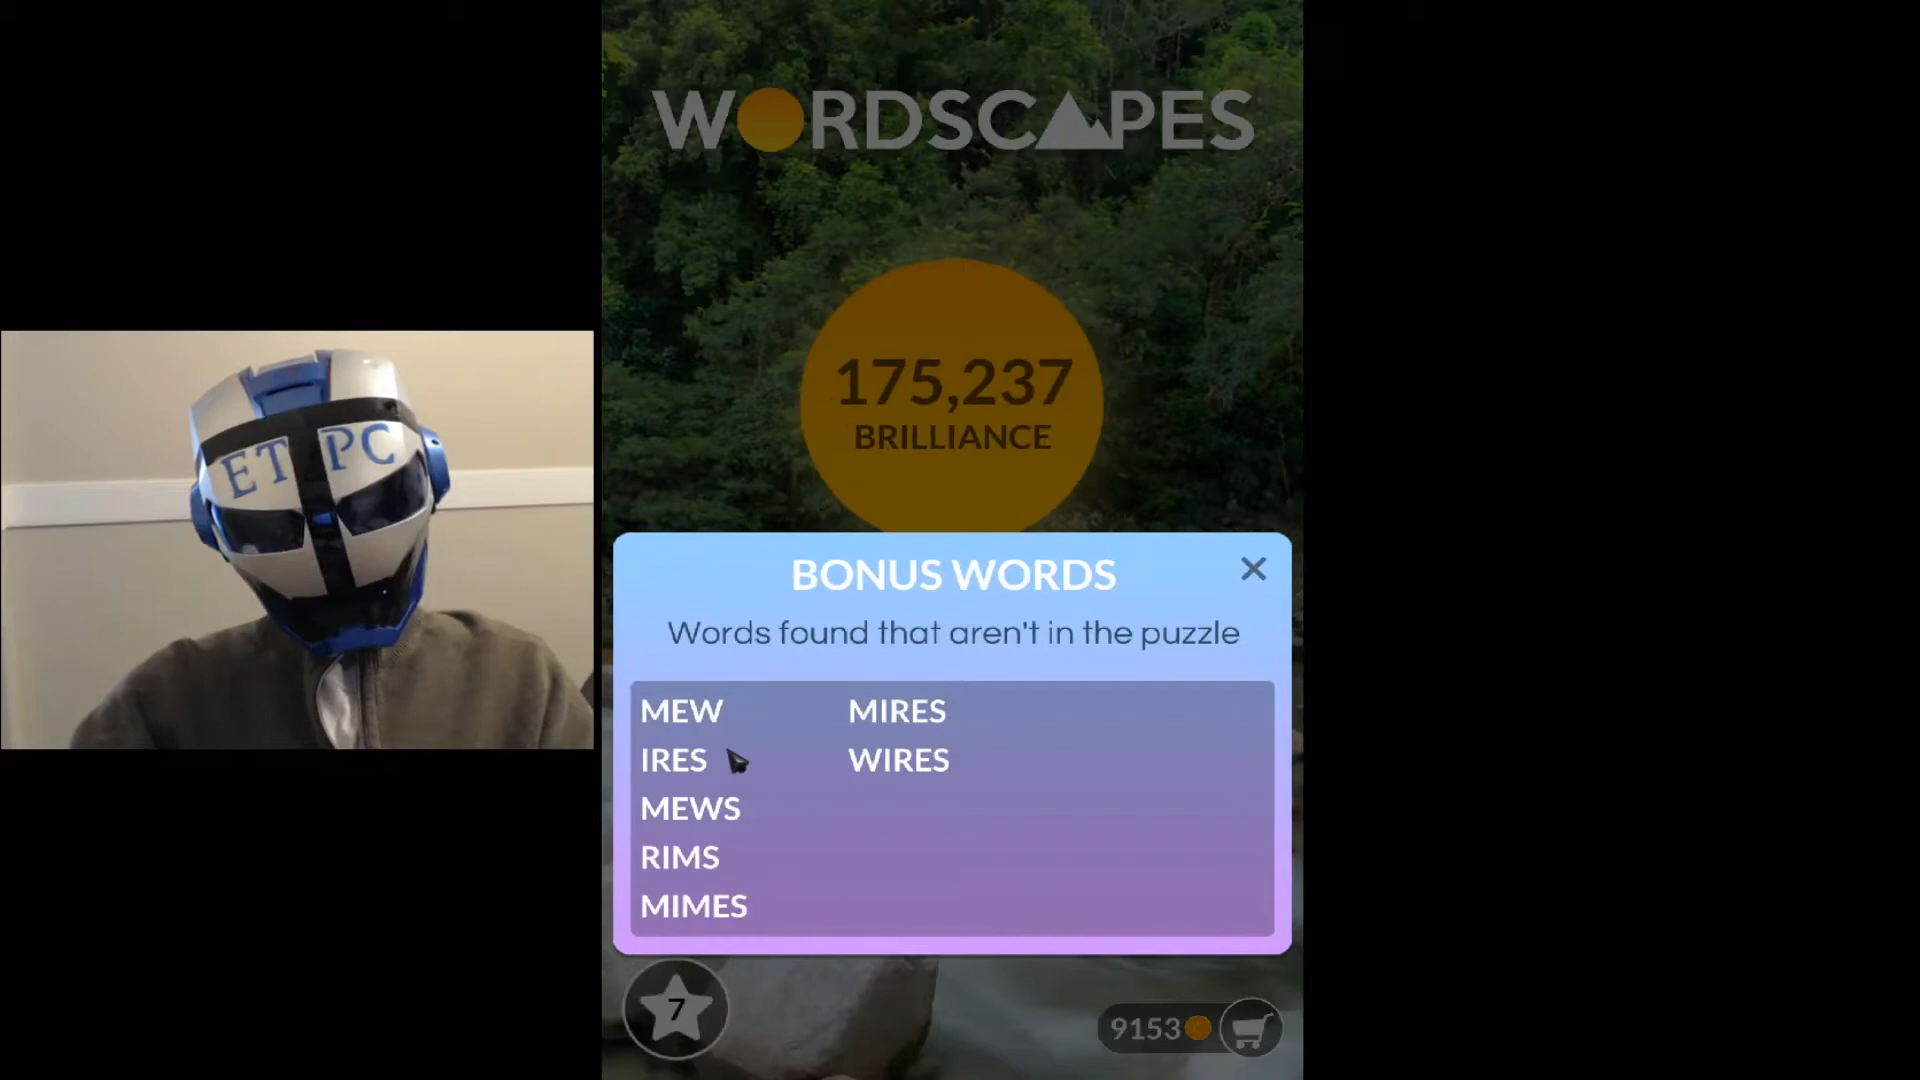 WORDSCAPES
175,237
BRILLIANCE
ET PC
BONUS WORDS
Words found that aren't in the puzzle
MEW MIRES
IRES WIRES
MEWS
RIMS
MIMES
7
9153